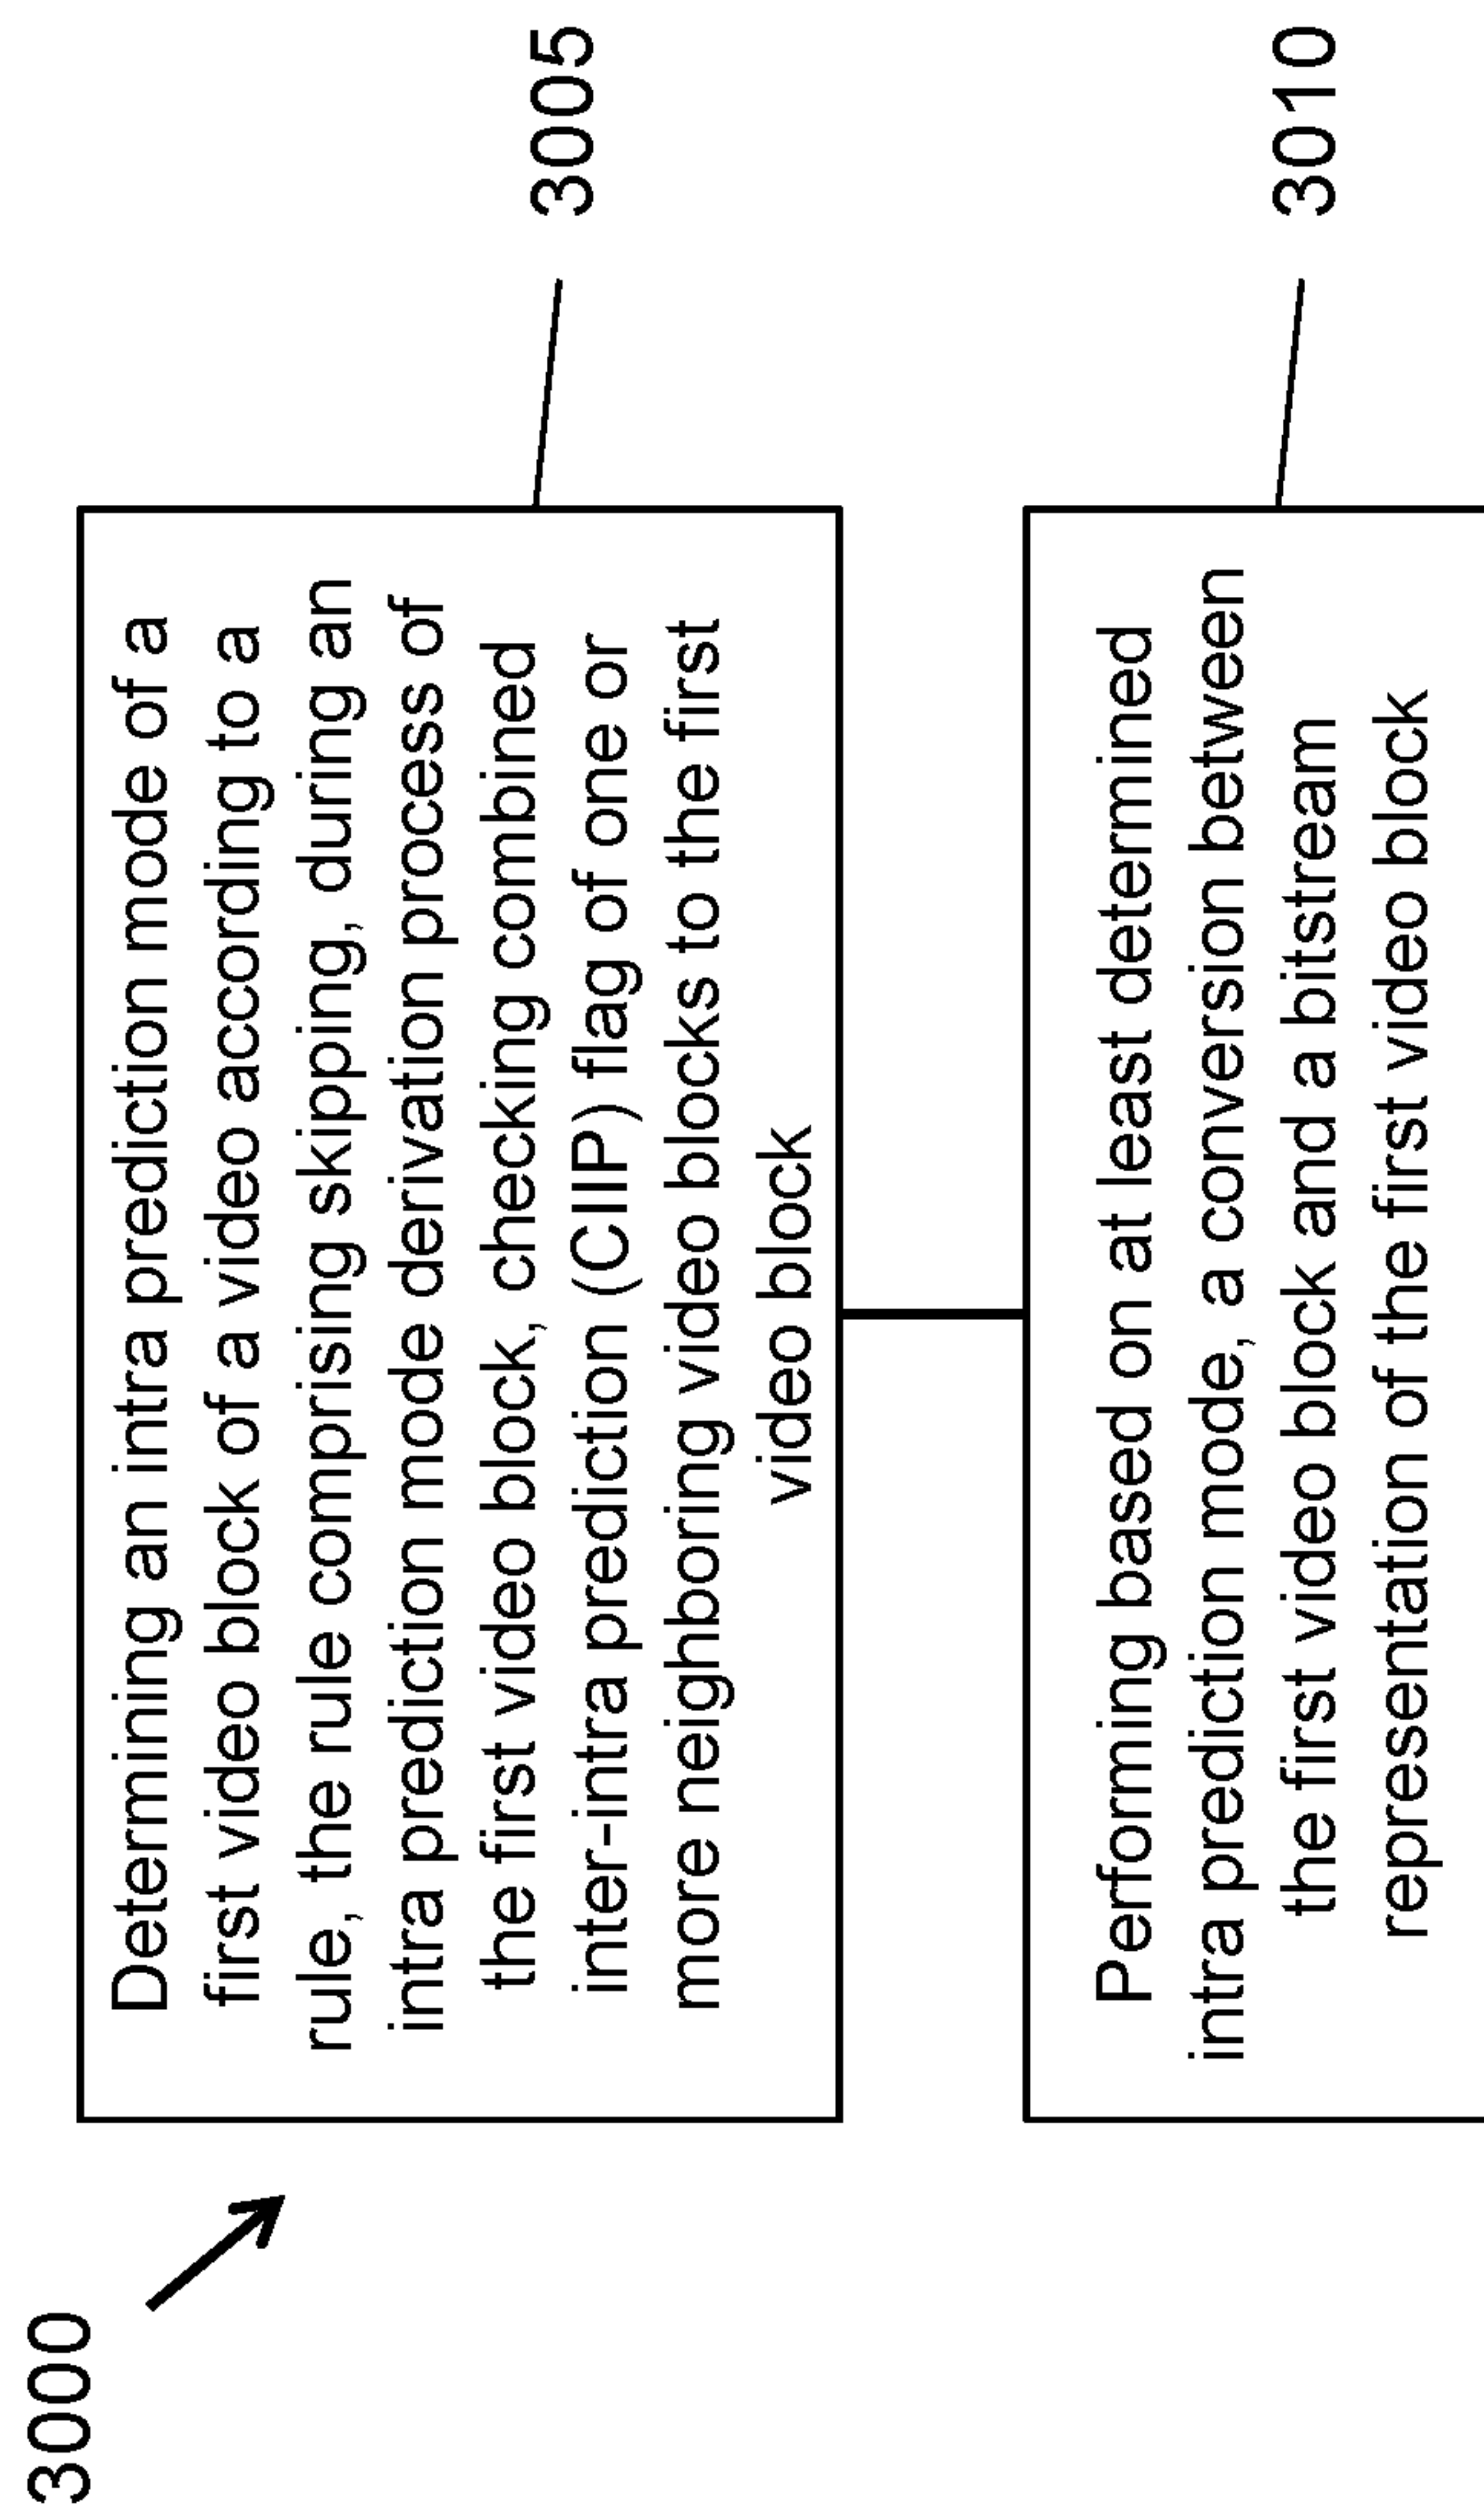 3000
Determining an intra prediction mode of a
first video block of a video according to a
rule, the rule comprising skipping, during an
intra prediction mode derivation process of
the first video block, checking combined
inter-intra prediction (CIIP) flag of one or
more neighboring video blocks to the first
video block
3005
Performing based on at least determined
intra prediction mode, a conversion between
the first video block and a bitstream
representation of the first video block
3010